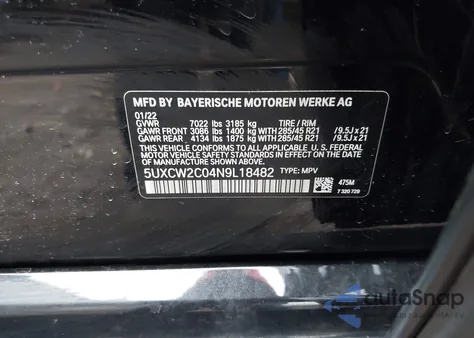 MFD BY BAYERISCHE MOTOREN WERKE AG
01/22
GVWR 7022 lbs 3185 kg TIRE / RIM
GAWR FRONT 3086 lbs 1400 kg WITH 285/45 R21 /9.5J x 21
GAWR REAR 4134 lbs 1875 kg WITH 285/45 R21 /9.5J x 21
THIS VEHICLE CONFORMS TO ALL APPLICABLE
FEDERAL MOTOR VEHICLE SAFETY STANDARDS
IN EFFECT ON THE DATE OF
MANUFACTURE SHOWN ABOVE.
5UXCW2C04N9L18482 TYPE: MPV
475M
7 320 729
autoSnap